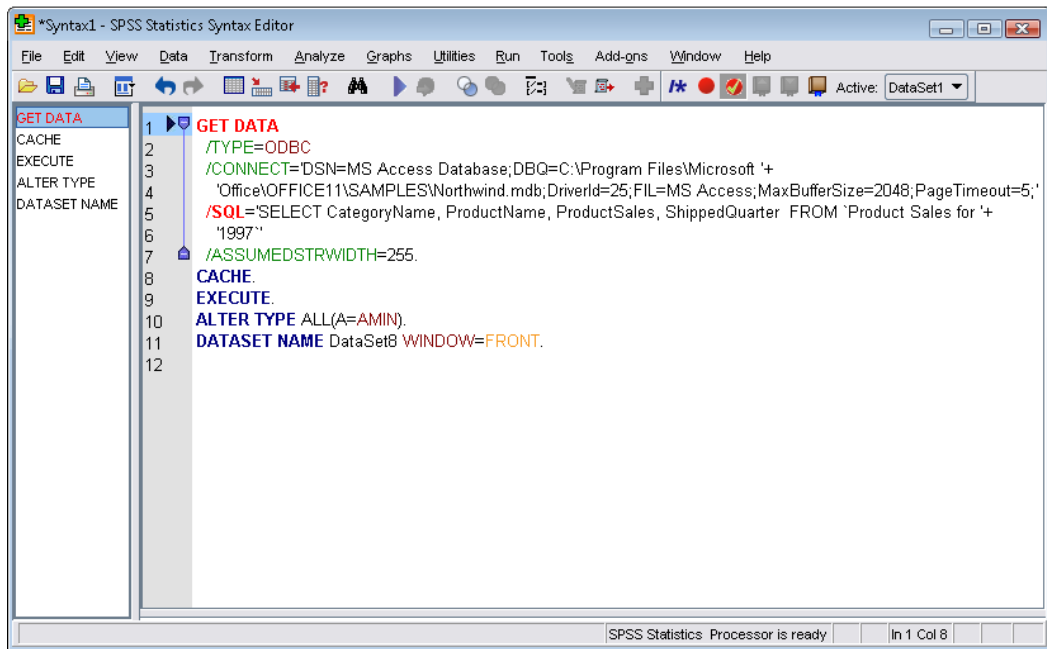 *Syntax1 - SPSS Statistics Syntax Editor
File Edit View Data Transform Analyze Graphs Utilities Run Tools Add-ons Window Help
Active: DataSet1
GET DATA
CACHE
EXECUTE
ALTER TYPE
DATASET NAME
1 GET DATA
2 /TYPE=ODBC
3 /CONNECT='DSN=MS Access Database;DBQ=C:\Program Files\Microsoft '+
4 'Office\OFFICE11\SAMPLES\Northwind.mdb;DriverId=25;FIL=MS Access;MaxBufferSize=2048;PageTimeout=5;'
5 /SQL='SELECT CategoryName, ProductName, ProductSales, ShippedQuarter  FROM `Product Sales for '+
6 '1997`'
7 /ASSUMEDSTRWIDTH=255.
8 CACHE.
9 EXECUTE.
10 ALTER TYPE ALL(A=AMIN).
11 DATASET NAME DataSet8 WINDOW=FRONT.
12
SPSS Statistics Processor is ready In 1 Col 8